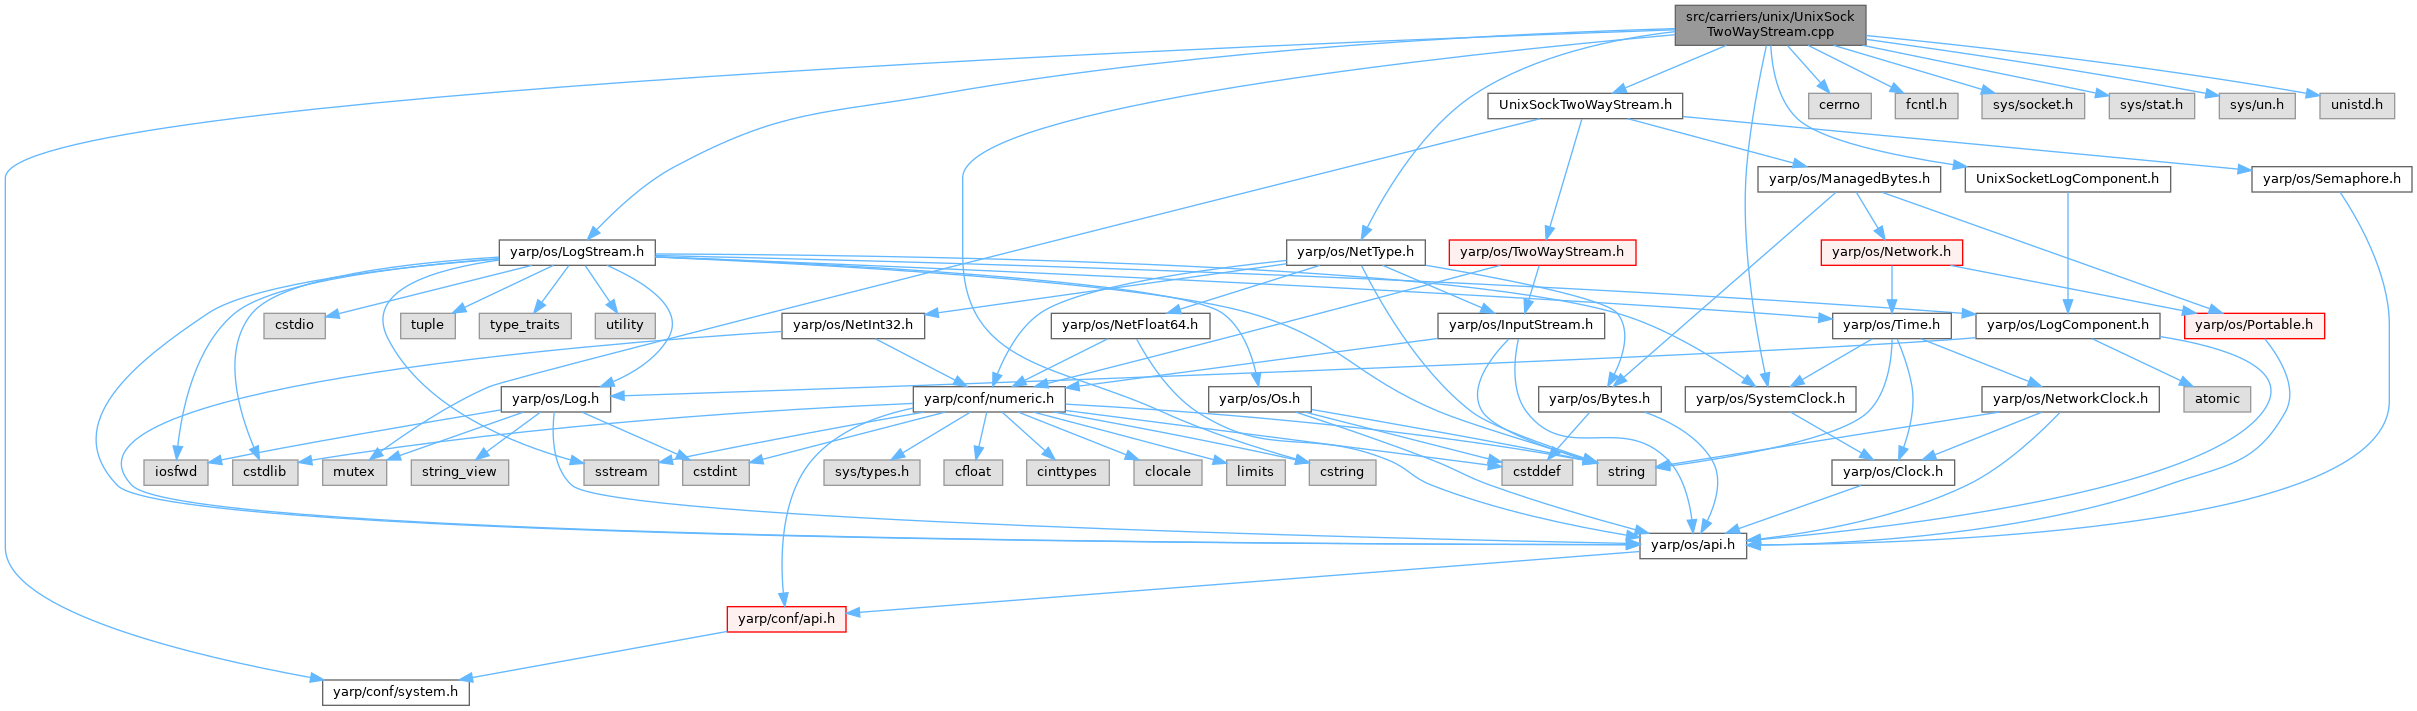 src/carriers/unix/UnixSock
TwoWayStream.cpp
UnixSockTwoWayStream.h
cerrno
fcntl.h
sys/socket.h
sys/stat.h
sys/un.h
unistd.h
yarp/os/ManagedBytes.h
UnixSocketLogComponent.h
yarp/os/Semaphore.h
yarp/os/LogStream.h
yarp/os/NetType.h
yarp/os/TwoWayStream.h
yarp/os/Network.h
cstdio
tuple
type_traits
utility
yarp/os/NetInt32.h
yarp/os/NetFloat64.h
yarp/os/InputStream.h
yarp/os/Time.h
yarp/os/LogComponent.h
yarp/os/Portable.h
yarp/os/Log.h
yarp/conf/numeric.h
yarp/os/Os.h
yarp/os/Bytes.h
yarp/os/SystemClock.h
yarp/os/NetworkClock.h
atomic
iosfwd
cstdlib
mutex
string_view
sstream
cstdint
sys/types.h
cfloat
cinttypes
clocale
limits
cstring
cstddef
string
yarp/os/Clock.h
yarp/os/api.h
yarp/conf/api.h
yarp/conf/system.h